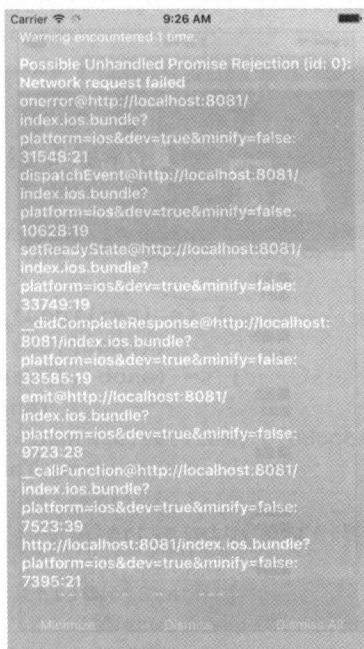 Carrier 9:26 AM
Warning encountered 1 time.
Possible Unhandled Promise Rejection (id: 0):
Network request failed
onerror@http://localhost:8081/
index.ios.bundle?
platform=ios&dev=true&minify=false:
31548:21
dispatchEvent@http://localhost:8081/
index.ios.bundle?
platform=ios&dev=true&minify=false:
10628:19
setReadyState@http://localhost:8081/
index.ios.bundle?
platform=ios&dev=true&minify=false:
33749:19
__didCompleteResponse@http://localhost:
8081/index.ios.bundle?
platform=ios&dev=true&minify=false:
33585:19
emit@http://localhost:8081/
index.ios.bundle?
platform=ios&dev=true&minify=false:
9723:28
__callFunction@http://localhost:8081/
index.ios.bundle?
platform=ios&dev=true&minify=false:
7523:39
http://localhost:8081/index.ios.bundle?
platform=ios&dev=true&minify=false:
7395:21
Minimize Dismiss Dismiss All